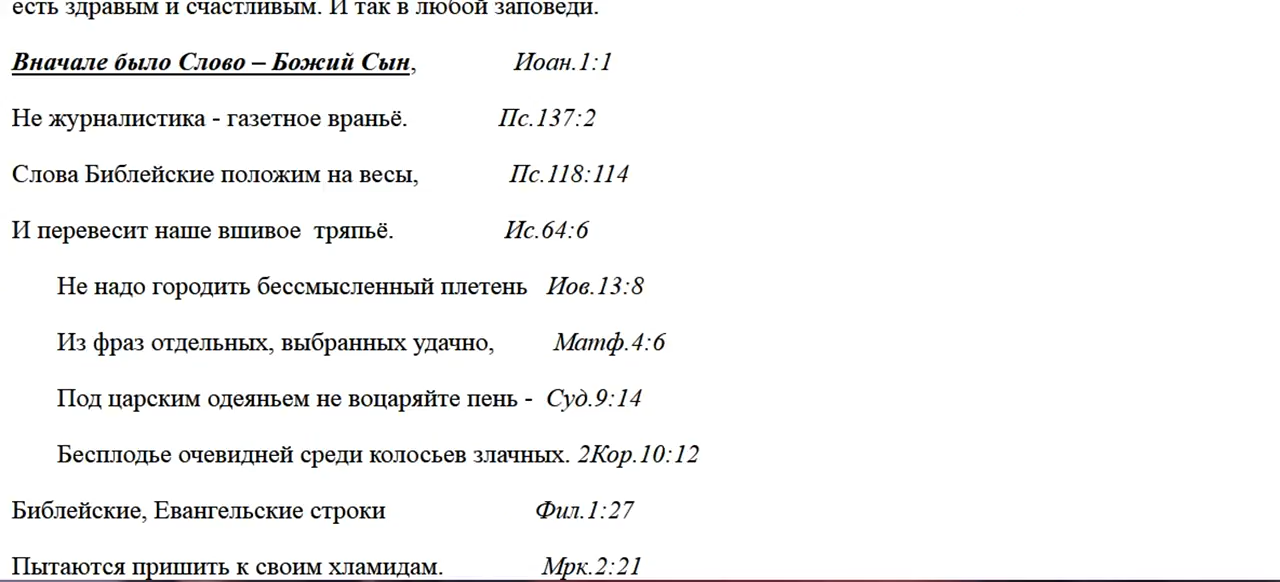 есть здравым и счастливым. И так в любой заповеди.
Вначале было Слово – Божий Сын, Иоан.1:1
Не журналистика - газетное враньё. Пс.137:2
Слова Библейские положим на весы, Пс.118:114
И перевесит наше вшивое тряпьё. Ис.64:6
Не надо городить бессмысленный плетень Иов.13:8
Из фраз отдельных, выбранных удачно, Матф.4:6
Под царским одеяньем не воцаряйте пень - Суд.9:14
Бесплодье очевидней среди колосьев злачных. 2Кор.10:12
Библейские, Евангельские строки Фил.1:27
Пытаются пришить к своим хламидам. Мрк.2:21